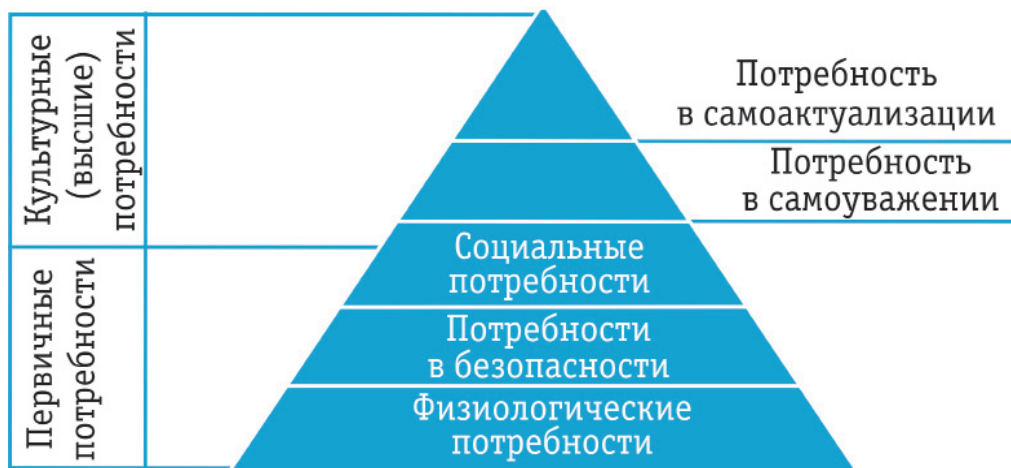 Культурные
(высшие)
потребности
Первичные
потребности
Потребность
в самоактуализации
Потребность
в самоуважении
Социальные
потребности
Потребности
в безопасности
Физиологические
потребности